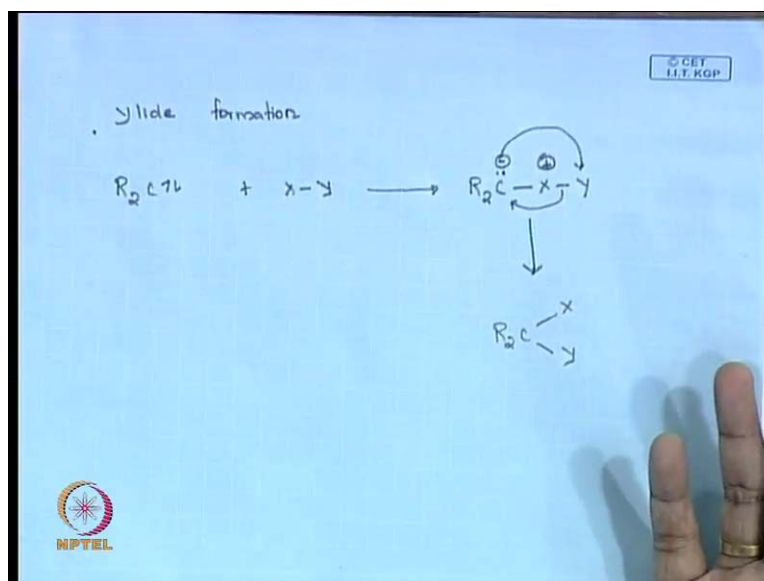 © CET
I.I.T. KGP
ylide formation
R₂C↑↓ + x-y → R₂C̈ - x - y
⊖ ⊕
R₂C
x
y
NPTEL